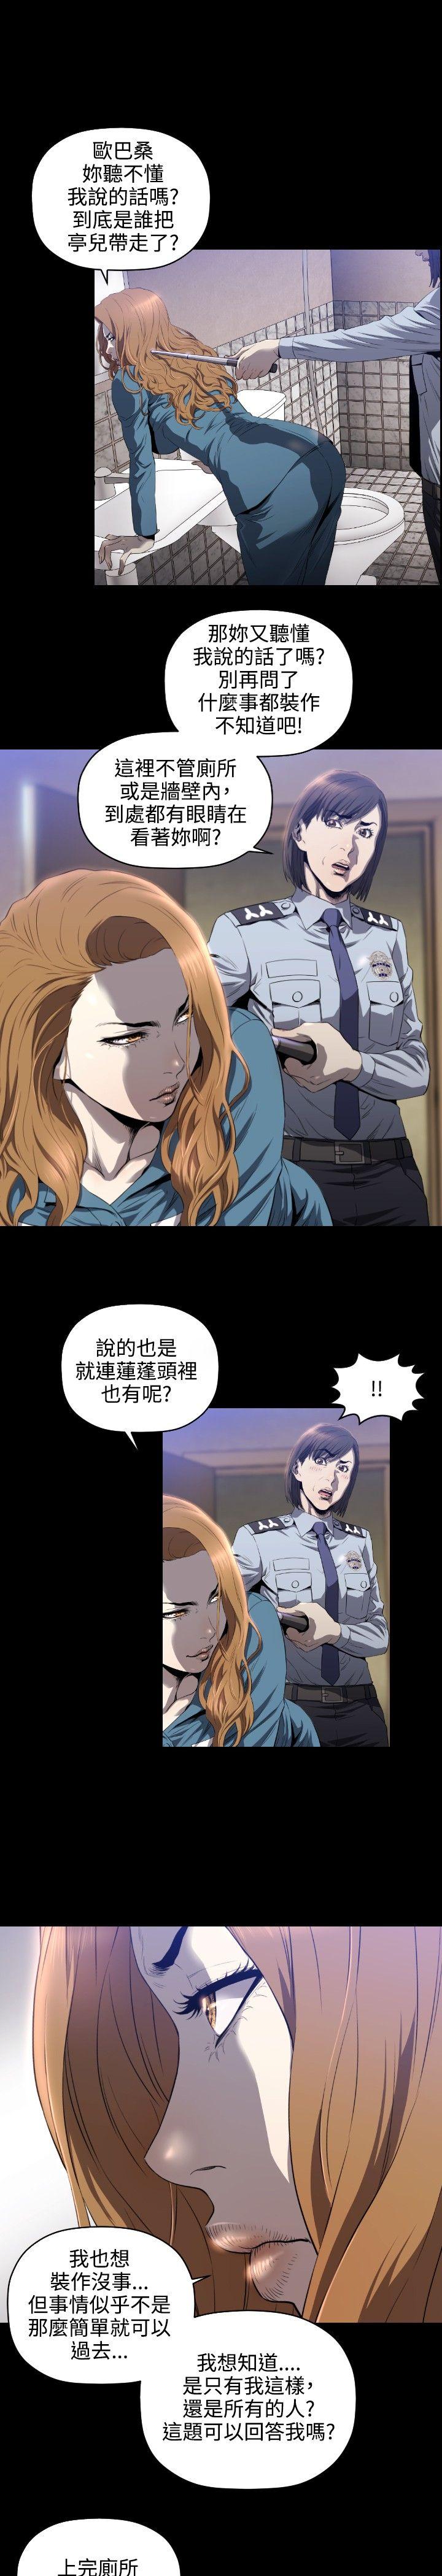 歐巴桑
妳聽不懂
我說的話嗎?
到底是誰把
亭兒帶走了?
那妳又聽懂
我說的話了嗎?
別再問了
什麼事都裝作
不知道吧!
這裡不管廁所
或是牆壁內,
到處都有眼睛在
看著妳啊?
說的也是
就連蓮蓬頭裡
也有呢?
!!
我也想
裝作沒事...
但事情似乎不是
那麼簡單就可以
過去...
我想知道....
是只有我這樣,
還是所有的人?
這題可以回答我嗎?
上完廁所